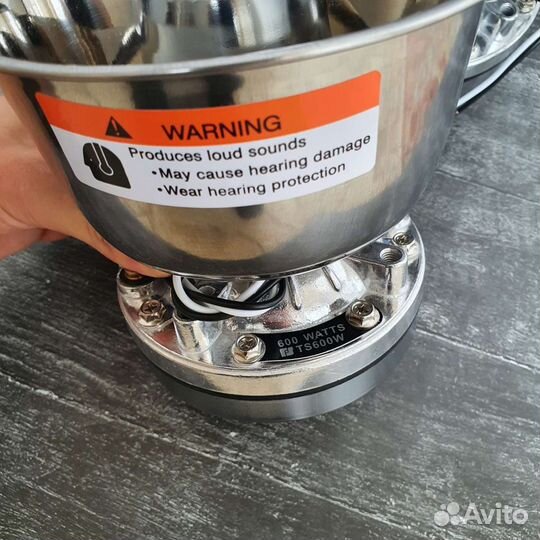 WARNING
Produces loud sounds
•May cause hearing damage
•Wear hearing protection
600 WATTS
TS600W
Avito